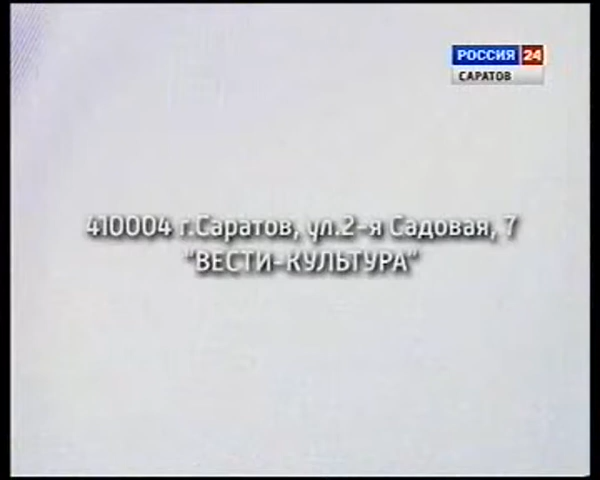 РОССИЯ 24
САРАТОВ
410004 г.Саратов, ул.2-я Садовая, 7
"ВЕСТИ-КУЛЬТУРА"